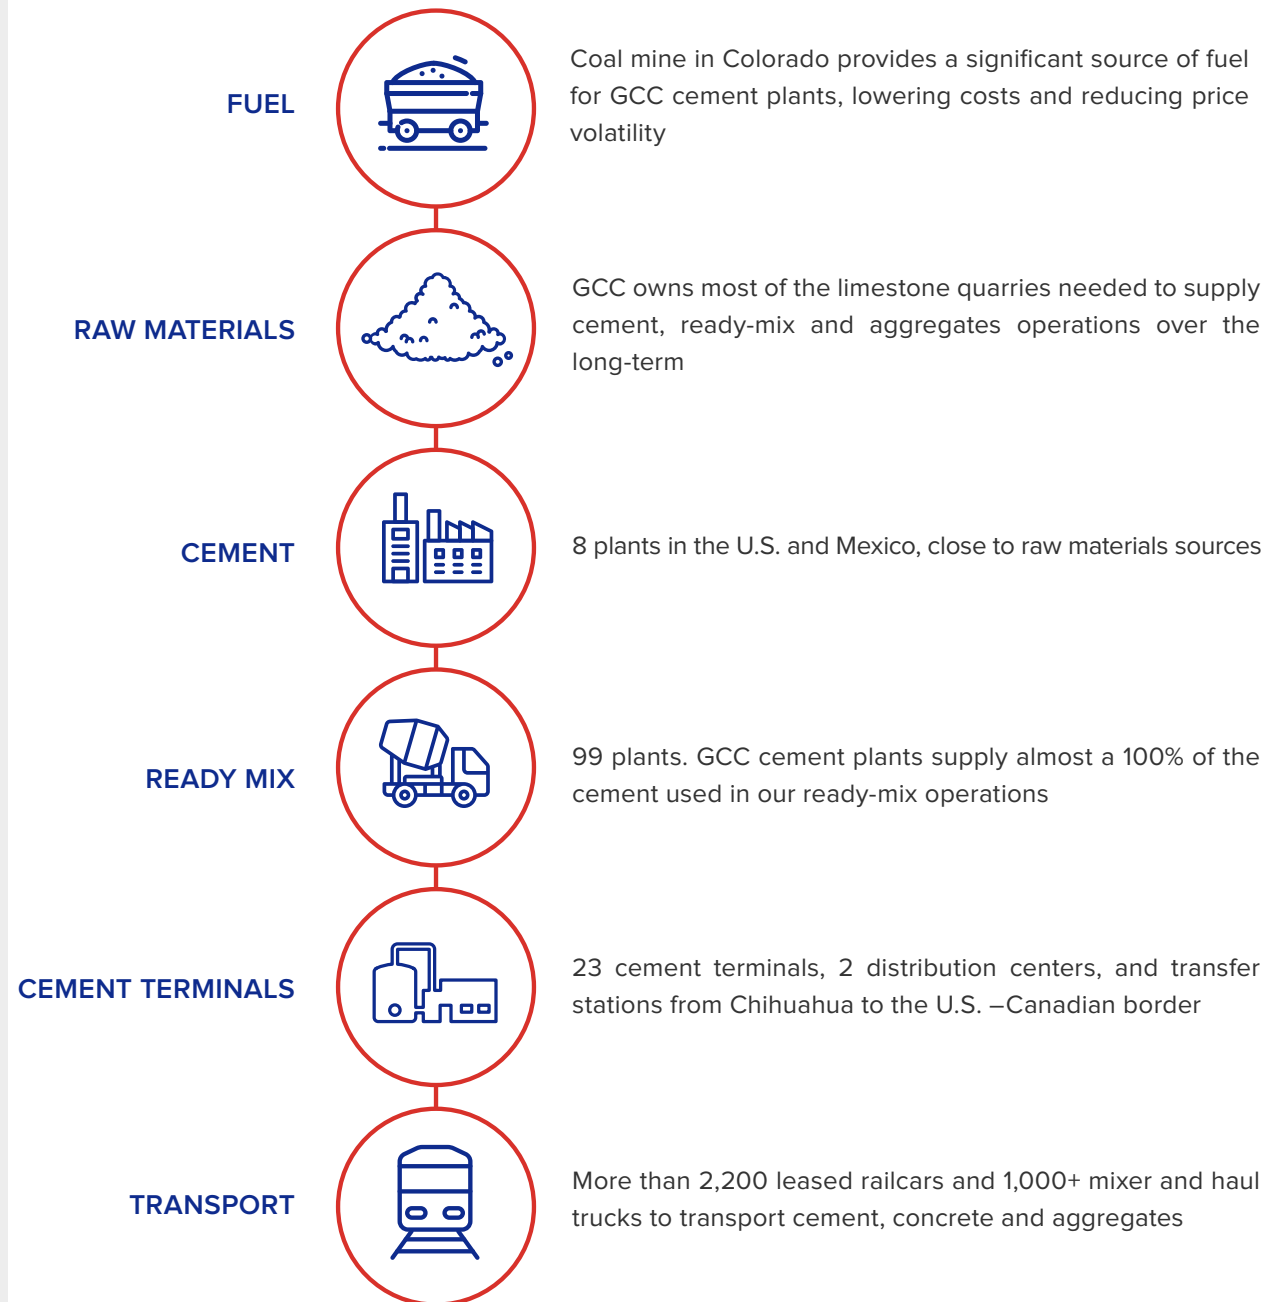 FUEL
Coal mine in Colorado provides a significant source of fuel
for GCC cement plants, lowering costs and reducing price
volatility
RAW MATERIALS
GCC owns most of the limestone quarries needed to supply
cement, ready-mix and aggregates operations over the
long-term
CEMENT
8 plants in the U.S. and Mexico, close to raw materials sources
READY MIX
99 plants. GCC cement plants supply almost a 100% of the
cement used in our ready-mix operations
CEMENT TERMINALS
23 cement terminals, 2 distribution centers, and transfer
stations from Chihuahua to the U.S. –Canadian border
TRANSPORT
More than 2,200 leased railcars and 1,000+ mixer and haul
trucks to transport cement, concrete and aggregates